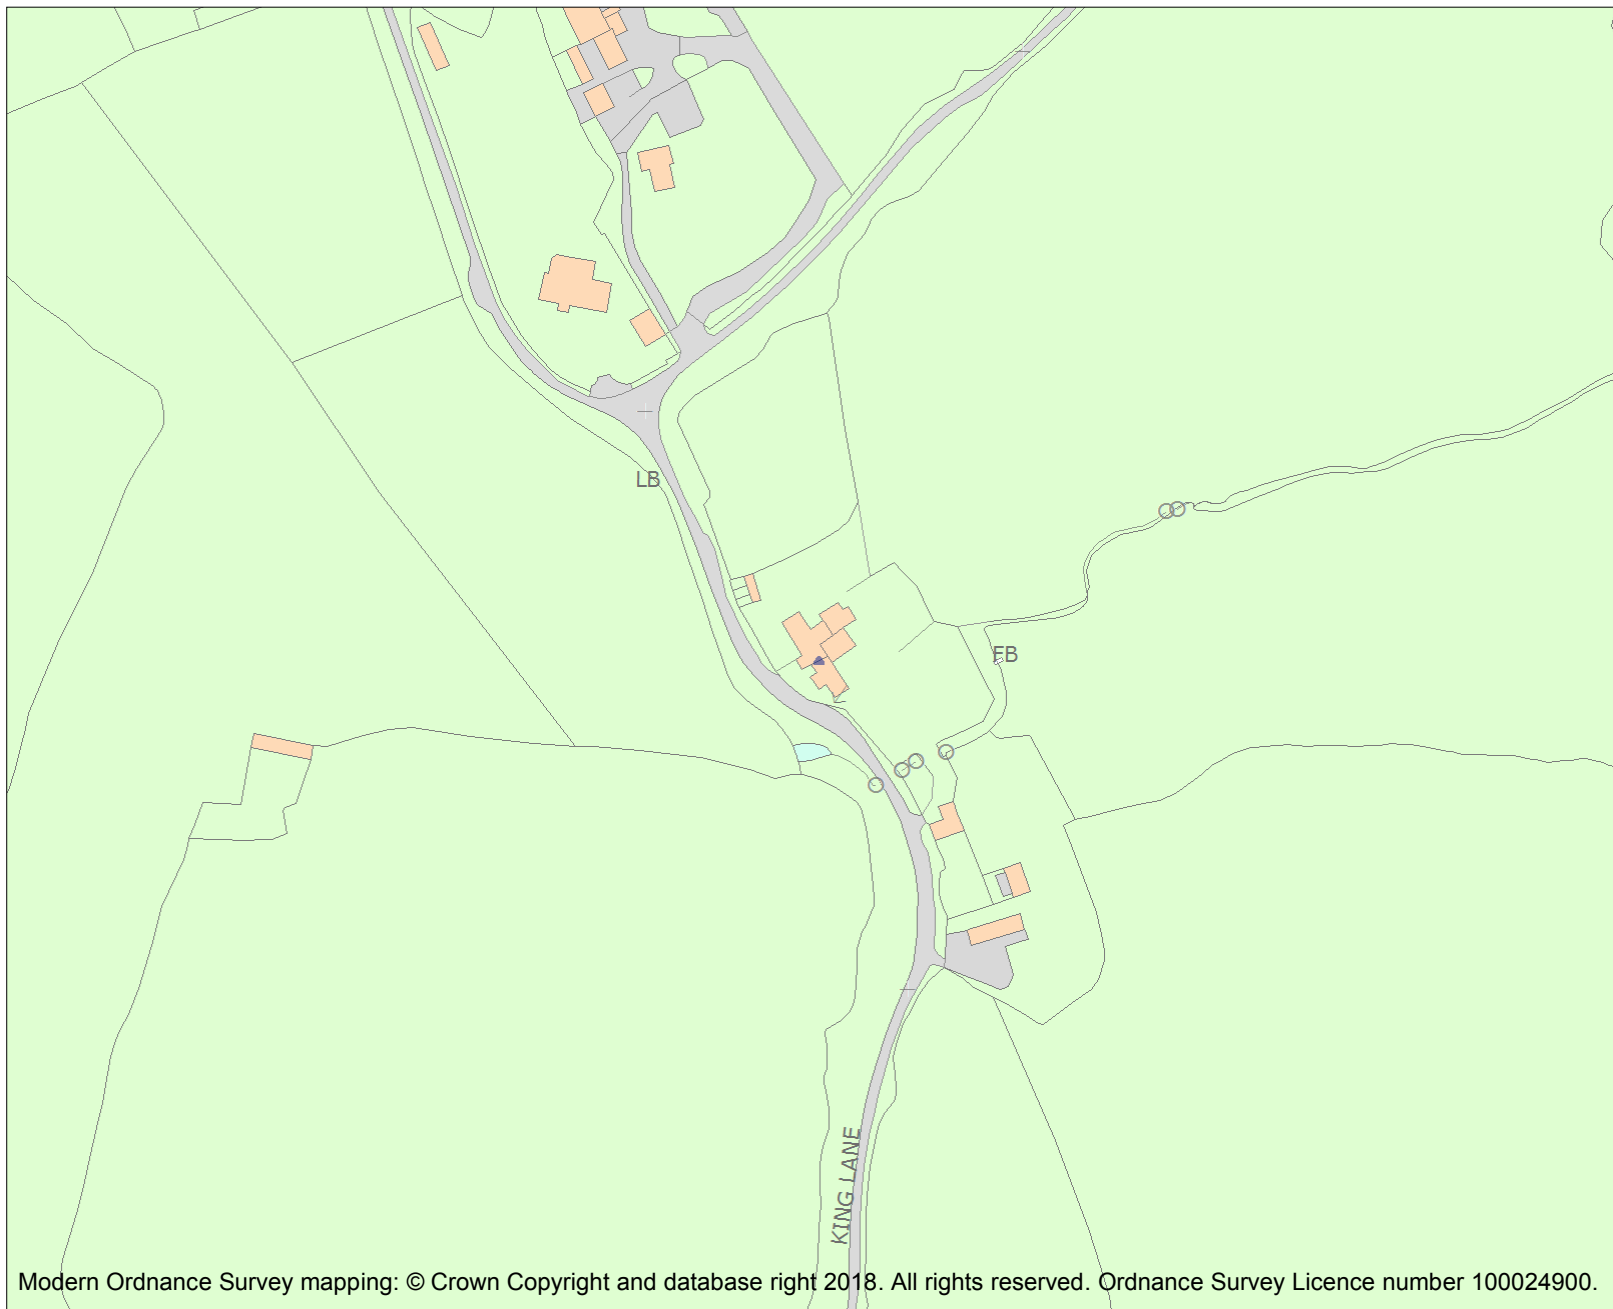 LB
FB
KING LANE
Modern Ordnance Survey mapping: © Crown Copyright and database right 2018. All rights reserved. Ordnance Survey Licence number 100024900.